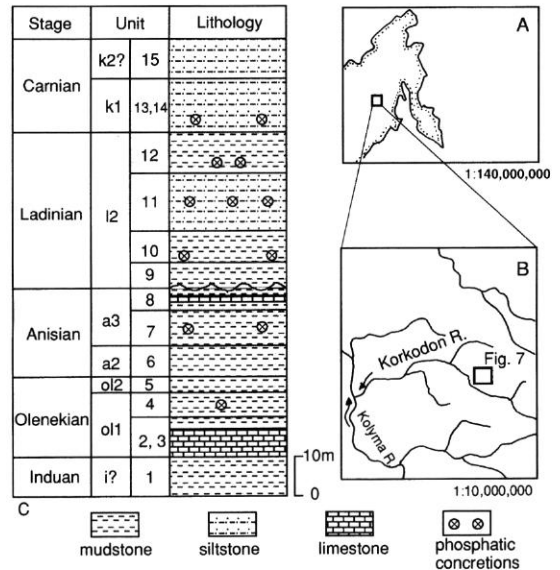 Stage Unit Lithology
Carnian k2? 15
k1 13,14
Ladinian l2 12
11
10
9
Anisian a3 8
7
a2 6
Olenekian ol2 5
ol1 4
2, 3
Induan i? 1
10m
0
C
mudstone siltstone limestone phosphatic
concretions
A
1:140,000,000
B
Korkodon R.
Fig. 7
Kolyma R.
1:10,000,000